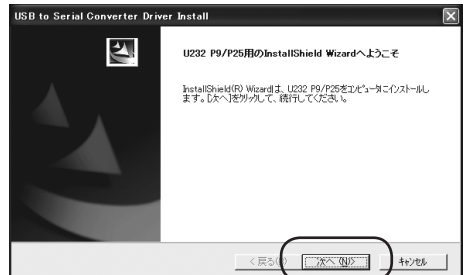 USB to Serial Converter Driver Install
U232 P9/P25用のInstallShield Wizardへようこそ
InstallShield(R) Wizardは、U232 P9/P25をコンピュータにインストールし
ます。[次へ]をクリックして、続行してください。
< 戻る(B) 次へ(N)> キャンセル